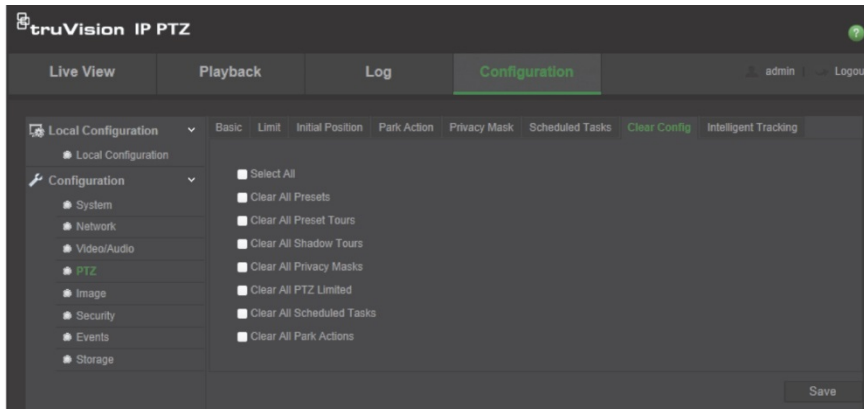 truVision IP PTZ
?
Live View Playback Log Configuration admin Logou
Local Configuration Basic Limit Initial Position Park Action Privacy Mask Scheduled Tasks Clear Config Intelligent Tracking
Local Configuration
Configuration
System
Network
Video/Audio
PTZ
Image
Security
Events
Storage
Select All
Clear All Presets
Clear All Preset Tours
Clear All Shadow Tours
Clear All Privacy Masks
Clear All PTZ Limited
Clear All Scheduled Tasks
Clear All Park Actions
Save